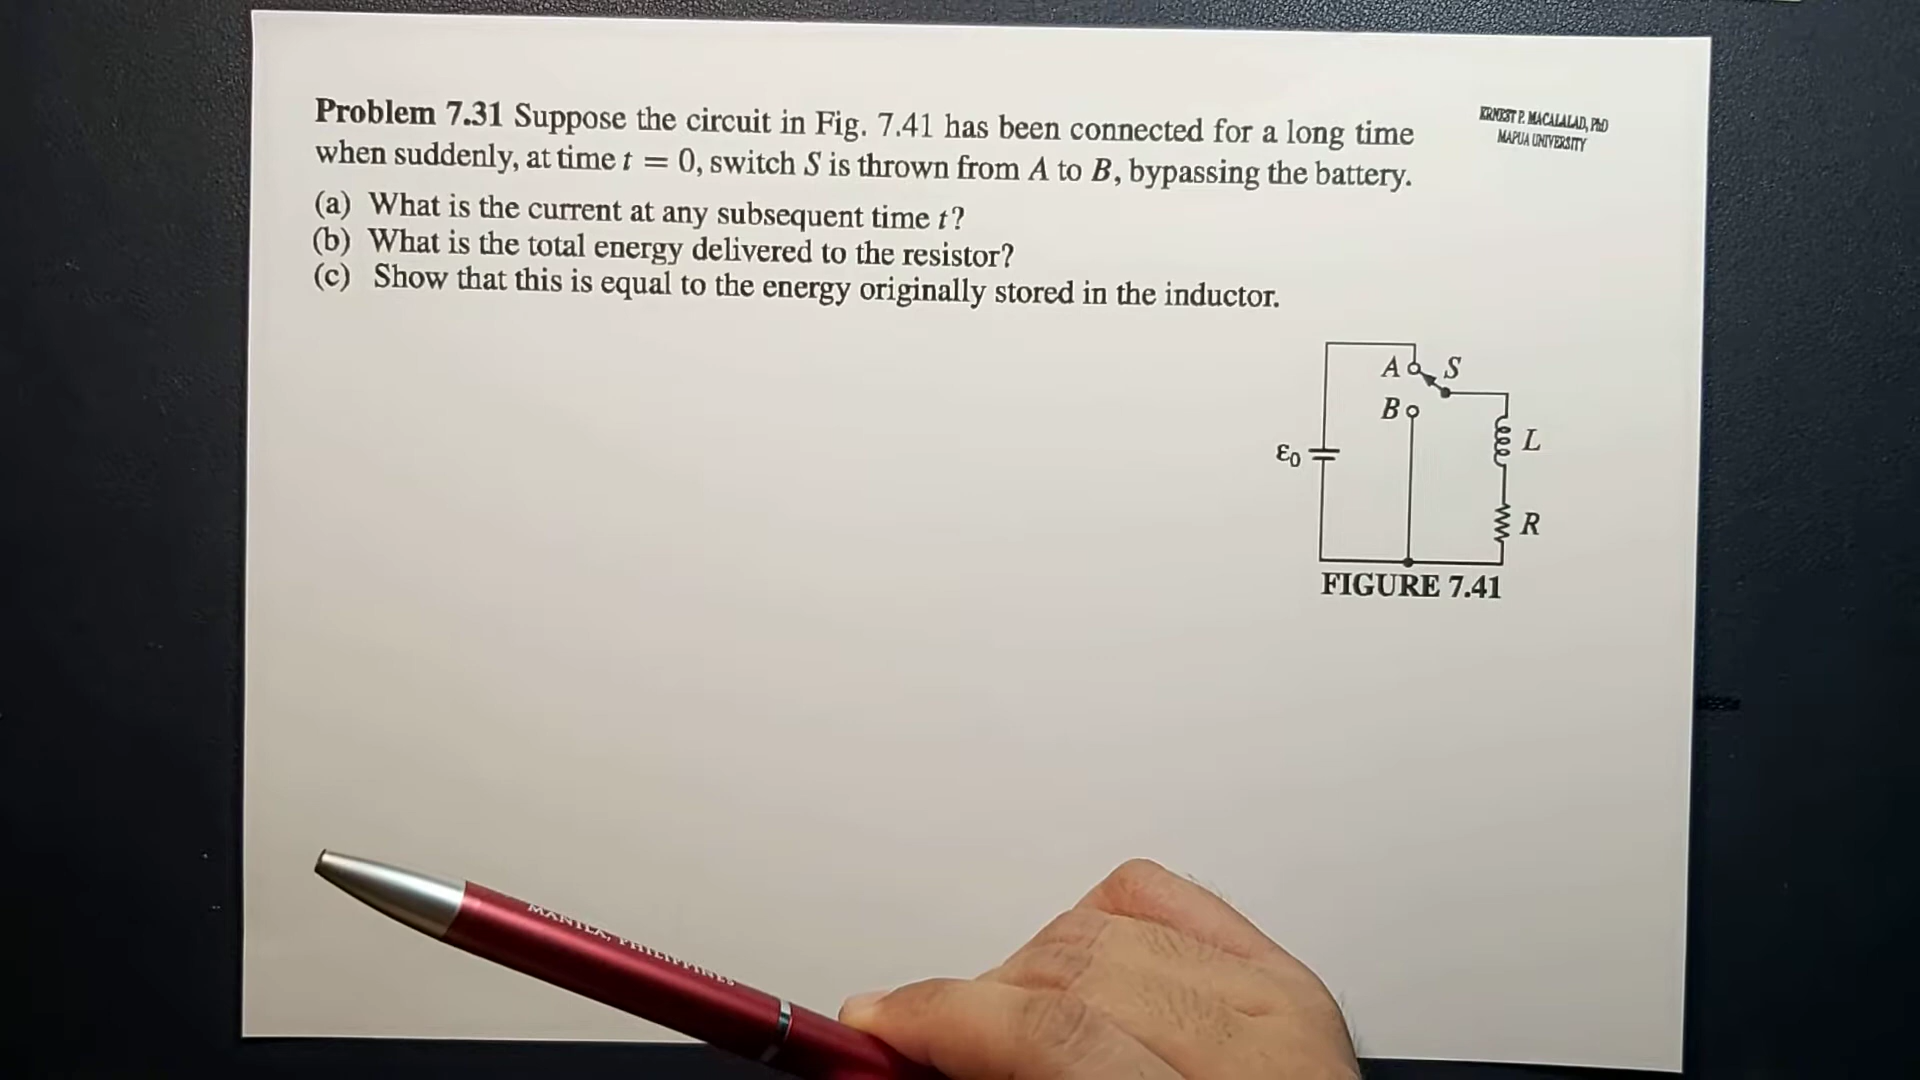 Problem 7.31 Suppose the circuit in Fig. 7.41 has been connected for a long time
when suddenly, at time t = 0, switch S is thrown from A to B, bypassing the battery.
(a) What is the current at any subsequent time t?
(b) What is the total energy delivered to the resistor?
(c) Show that this is equal to the energy originally stored in the inductor.
ERNEST P. MACALALAD, PhD
MAPUA UNIVERSITY
A S
B
L
ε0
R
FIGURE 7.41
MANILA, PHILIPPINES